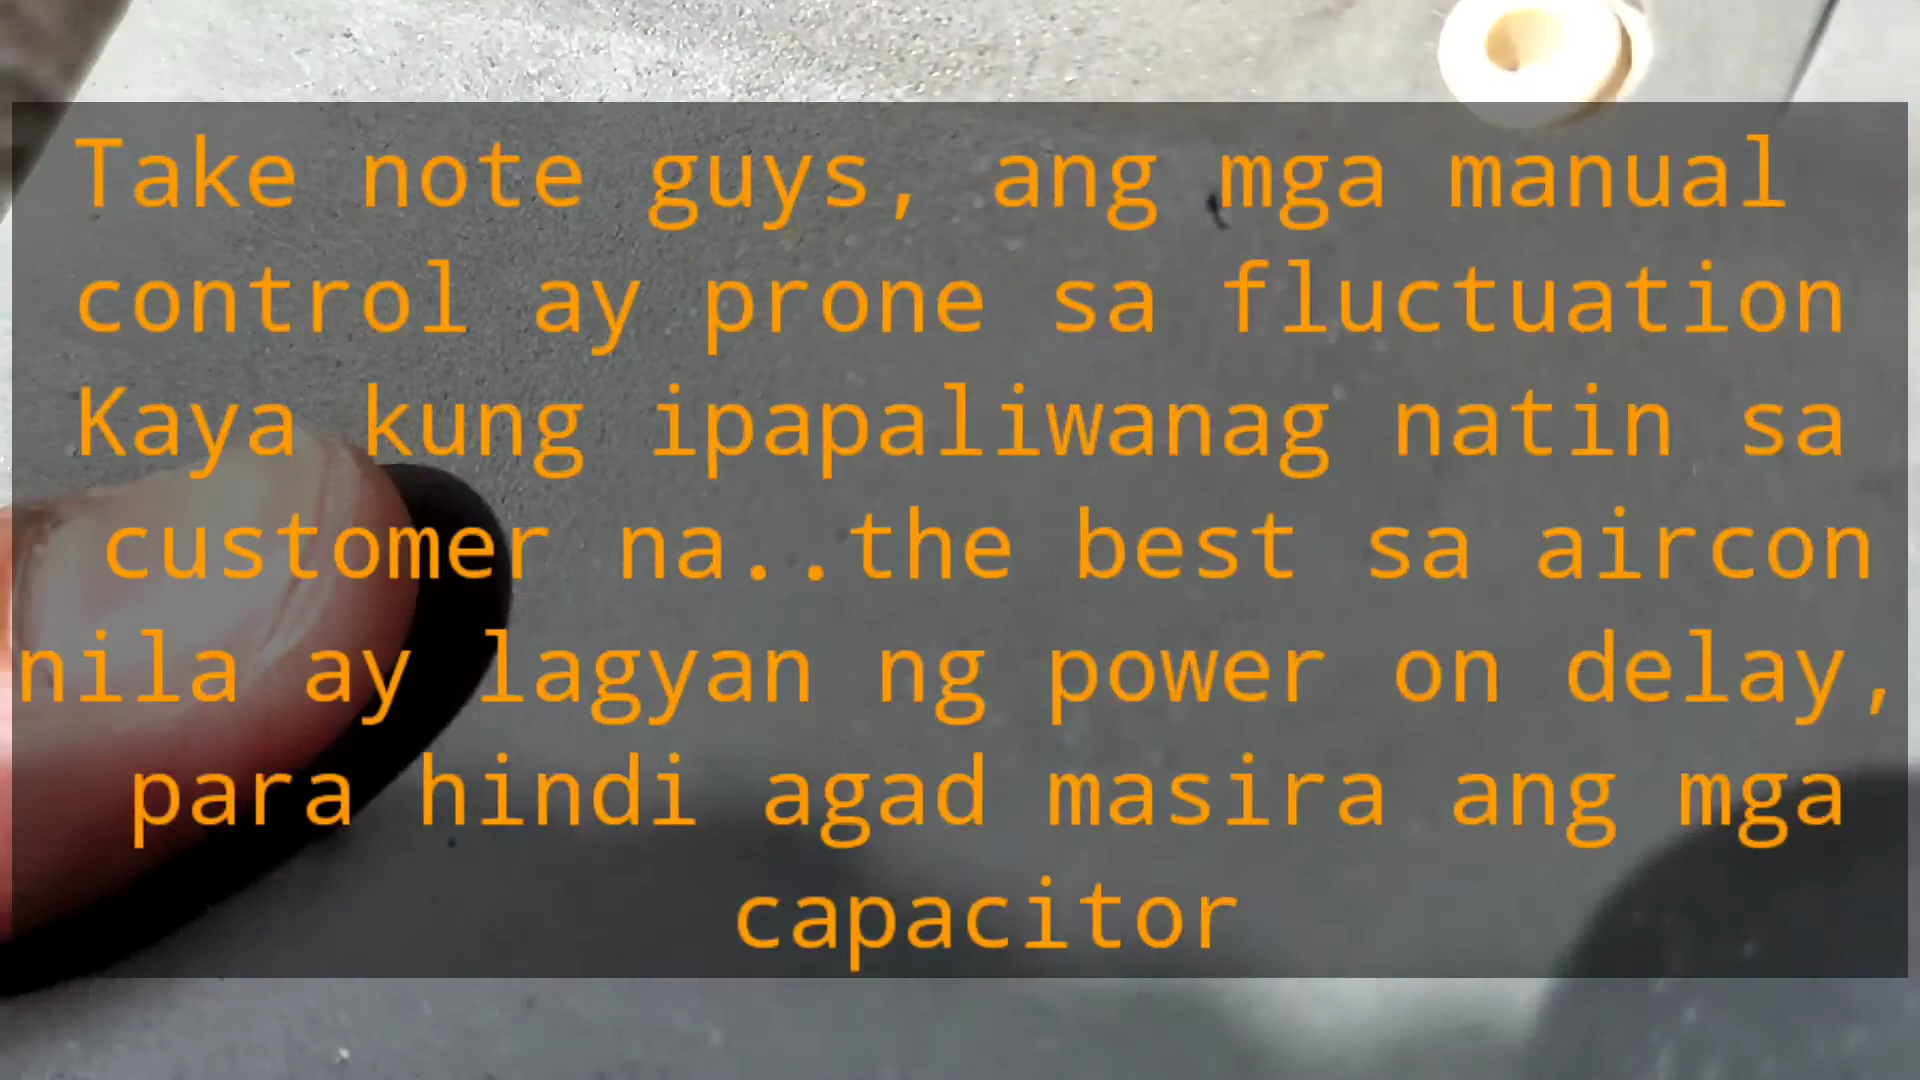 Take note guys, ang mga manual
control ay prone sa fluctuation
Kaya kung ipapaliwanag natin sa
customer na..the best sa aircon
nila ay lagyan ng power on delay,
para hindi agad masira ang mga
capacitor